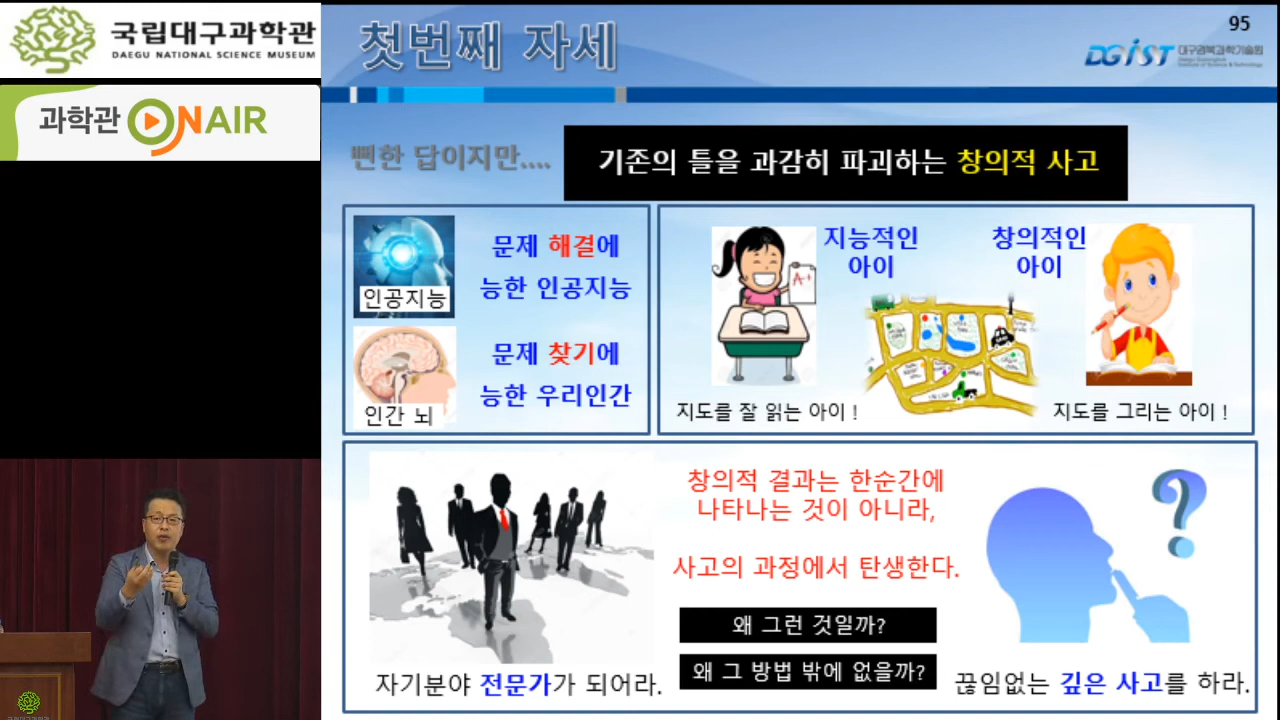 국립대구과학관
DAEGU NATIONAL SCIENCE MUSEUM
과학관 ONAIR
첫번째 자세
95
DGIST 대구경북과학기술원
뻔한 답이지만....
기존의 틀을 과감히 파괴하는 창의적 사고
인공지능
문제 해결에
능한 인공지능
인간 뇌
문제 찾기에
능한 우리인간
지능적인
아이
A+
창의적인
아이
지도를 잘 읽는 아이 !
지도를 그리는 아이 !
자기분야 전문가가 되어라.
창의적 결과는 한순간에
나타나는 것이 아니라,
사고의 과정에서 탄생한다.
왜 그런 것일까?
왜 그 방법 밖에 없을까?
?
끊임없는 깊은 사고를 하라.
국립대구과학관